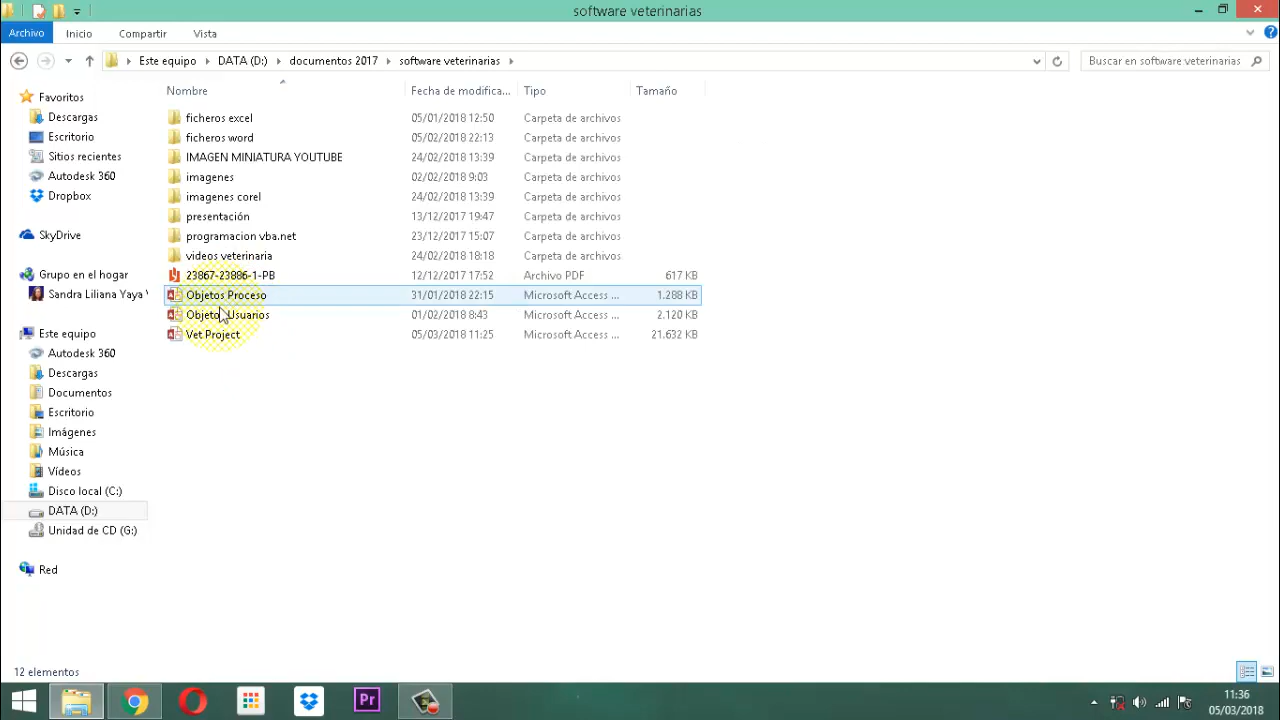 software veterinarias
Archivo Inicio Compartir Vista
Este equipo DATA (D:) documentos 2017 software veterinarias
Buscar en software veterinarias
Favoritos
Descargas
Escritorio
Sitios recientes
Autodesk 360
Dropbox
SkyDrive
Grupo en el hogar
Sandra Liliana Yaya
Este equipo
Autodesk 360
Descargas
Documentos
Escritorio
Imágenes
Música
Vídeos
Disco local (C:)
DATA (D:)
Unidad de CD (G:)
Red
Nombre Fecha de modifica... Tipo Tamaño
ficheros excel 05/01/2018 12:50 Carpeta de archivos
ficheros word 05/02/2018 22:13 Carpeta de archivos
IMAGEN MINIATURA YOUTUBE 24/02/2018 13:39 Carpeta de archivos
imagenes 02/02/2018 9:03 Carpeta de archivos
imagenes corel 24/02/2018 13:39 Carpeta de archivos
presentación 13/12/2017 19:47 Carpeta de archivos
programacion vba.net 23/12/2017 15:07 Carpeta de archivos
videos veterinaria 24/02/2018 18:18 Carpeta de archivos
23867-23886-1-PB 12/12/2017 17:52 Archivo PDF 617 KB
Objetos Proceso 31/01/2018 22:15 Microsoft Access ... 1.288 KB
Objetos Usuarios 01/02/2018 8:43 Microsoft Access ... 2.120 KB
Vet Project 05/03/2018 11:25 Microsoft Access ... 21.632 KB
12 elementos
Pr
11:36
05/03/2018